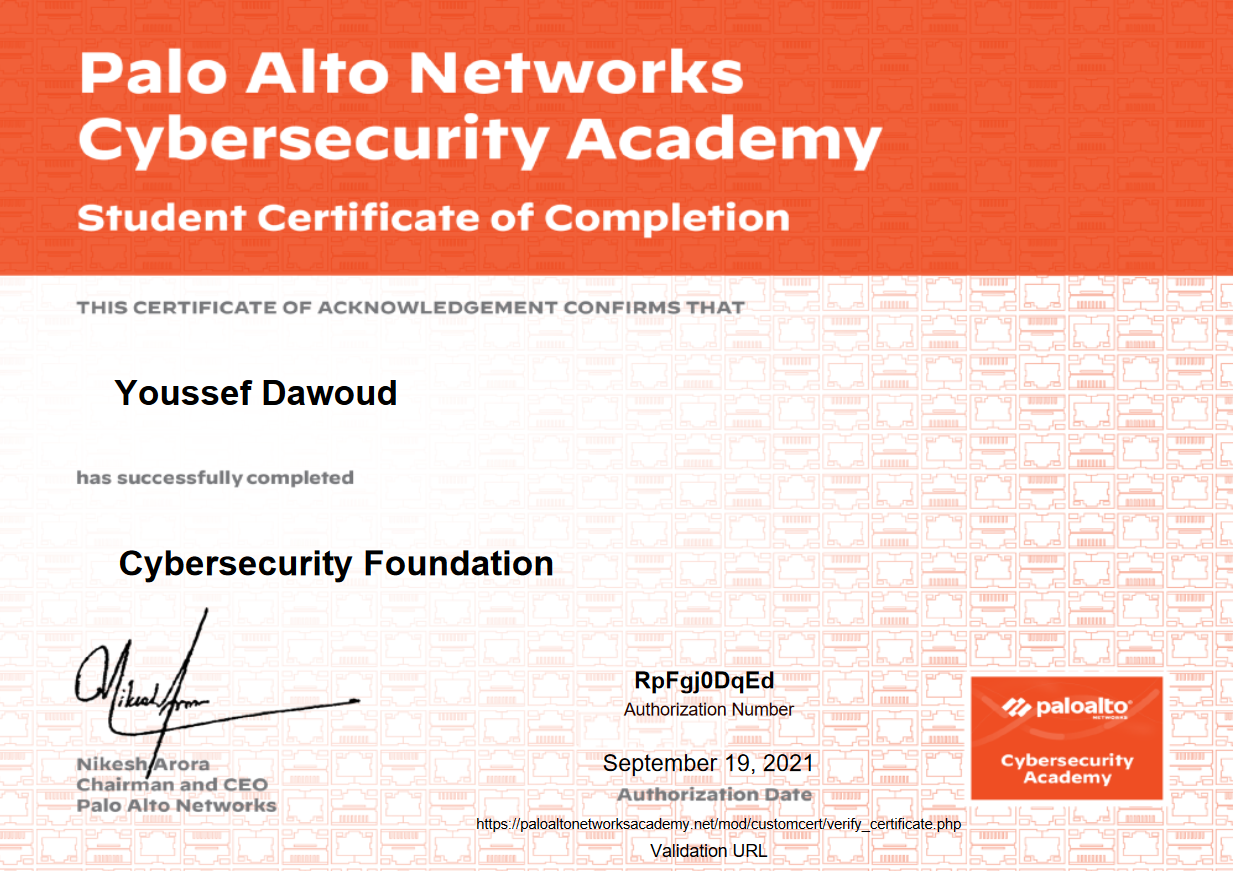 Palo Alto Networks
Cybersecurity Academy
Student Certificate of Completion
THIS CERTIFICATE OF ACKNOWLEDGEMENT CONFIRMS THAT
Youssef Dawoud
has successfully completed
Cybersecurity Foundation
Nikesh Arora
Nikesh Arora
Chairman and CEO
Palo Alto Networks
RpFgj0DqEd
Authorization Number
September 19, 2021
Authorization Date
https://paloaltonetworksacademy.net/mod/customcert/verify_certificate.php
Validation URL
paloalto
NETWORKS
Cybersecurity
Academy